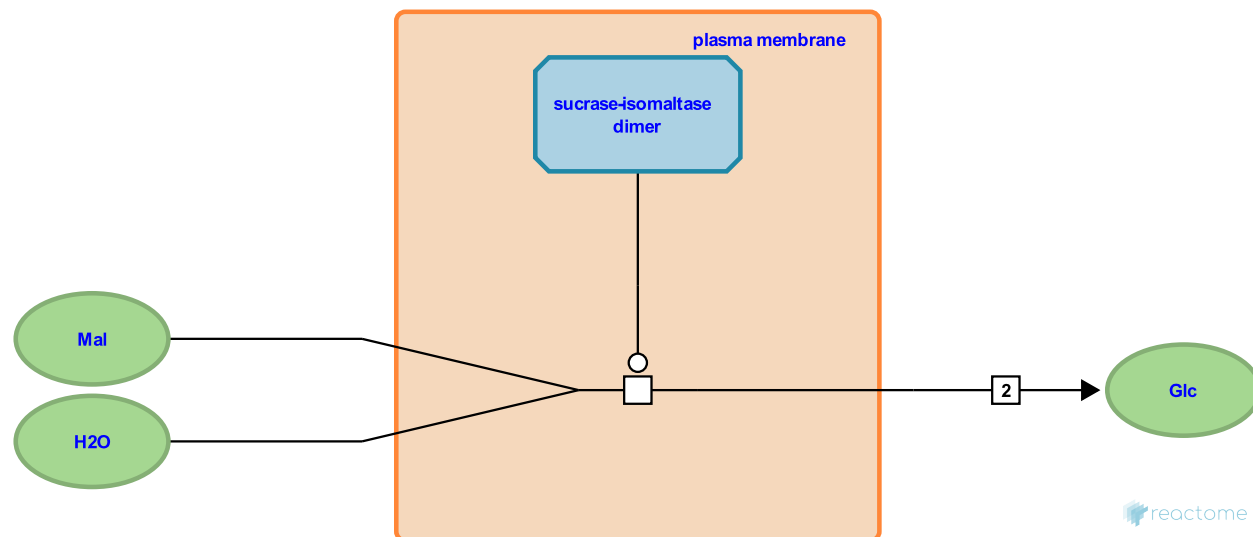 plasma membrane
sucrase-isomaltase
dimer
Mal
H2O
2
Glc
reactome